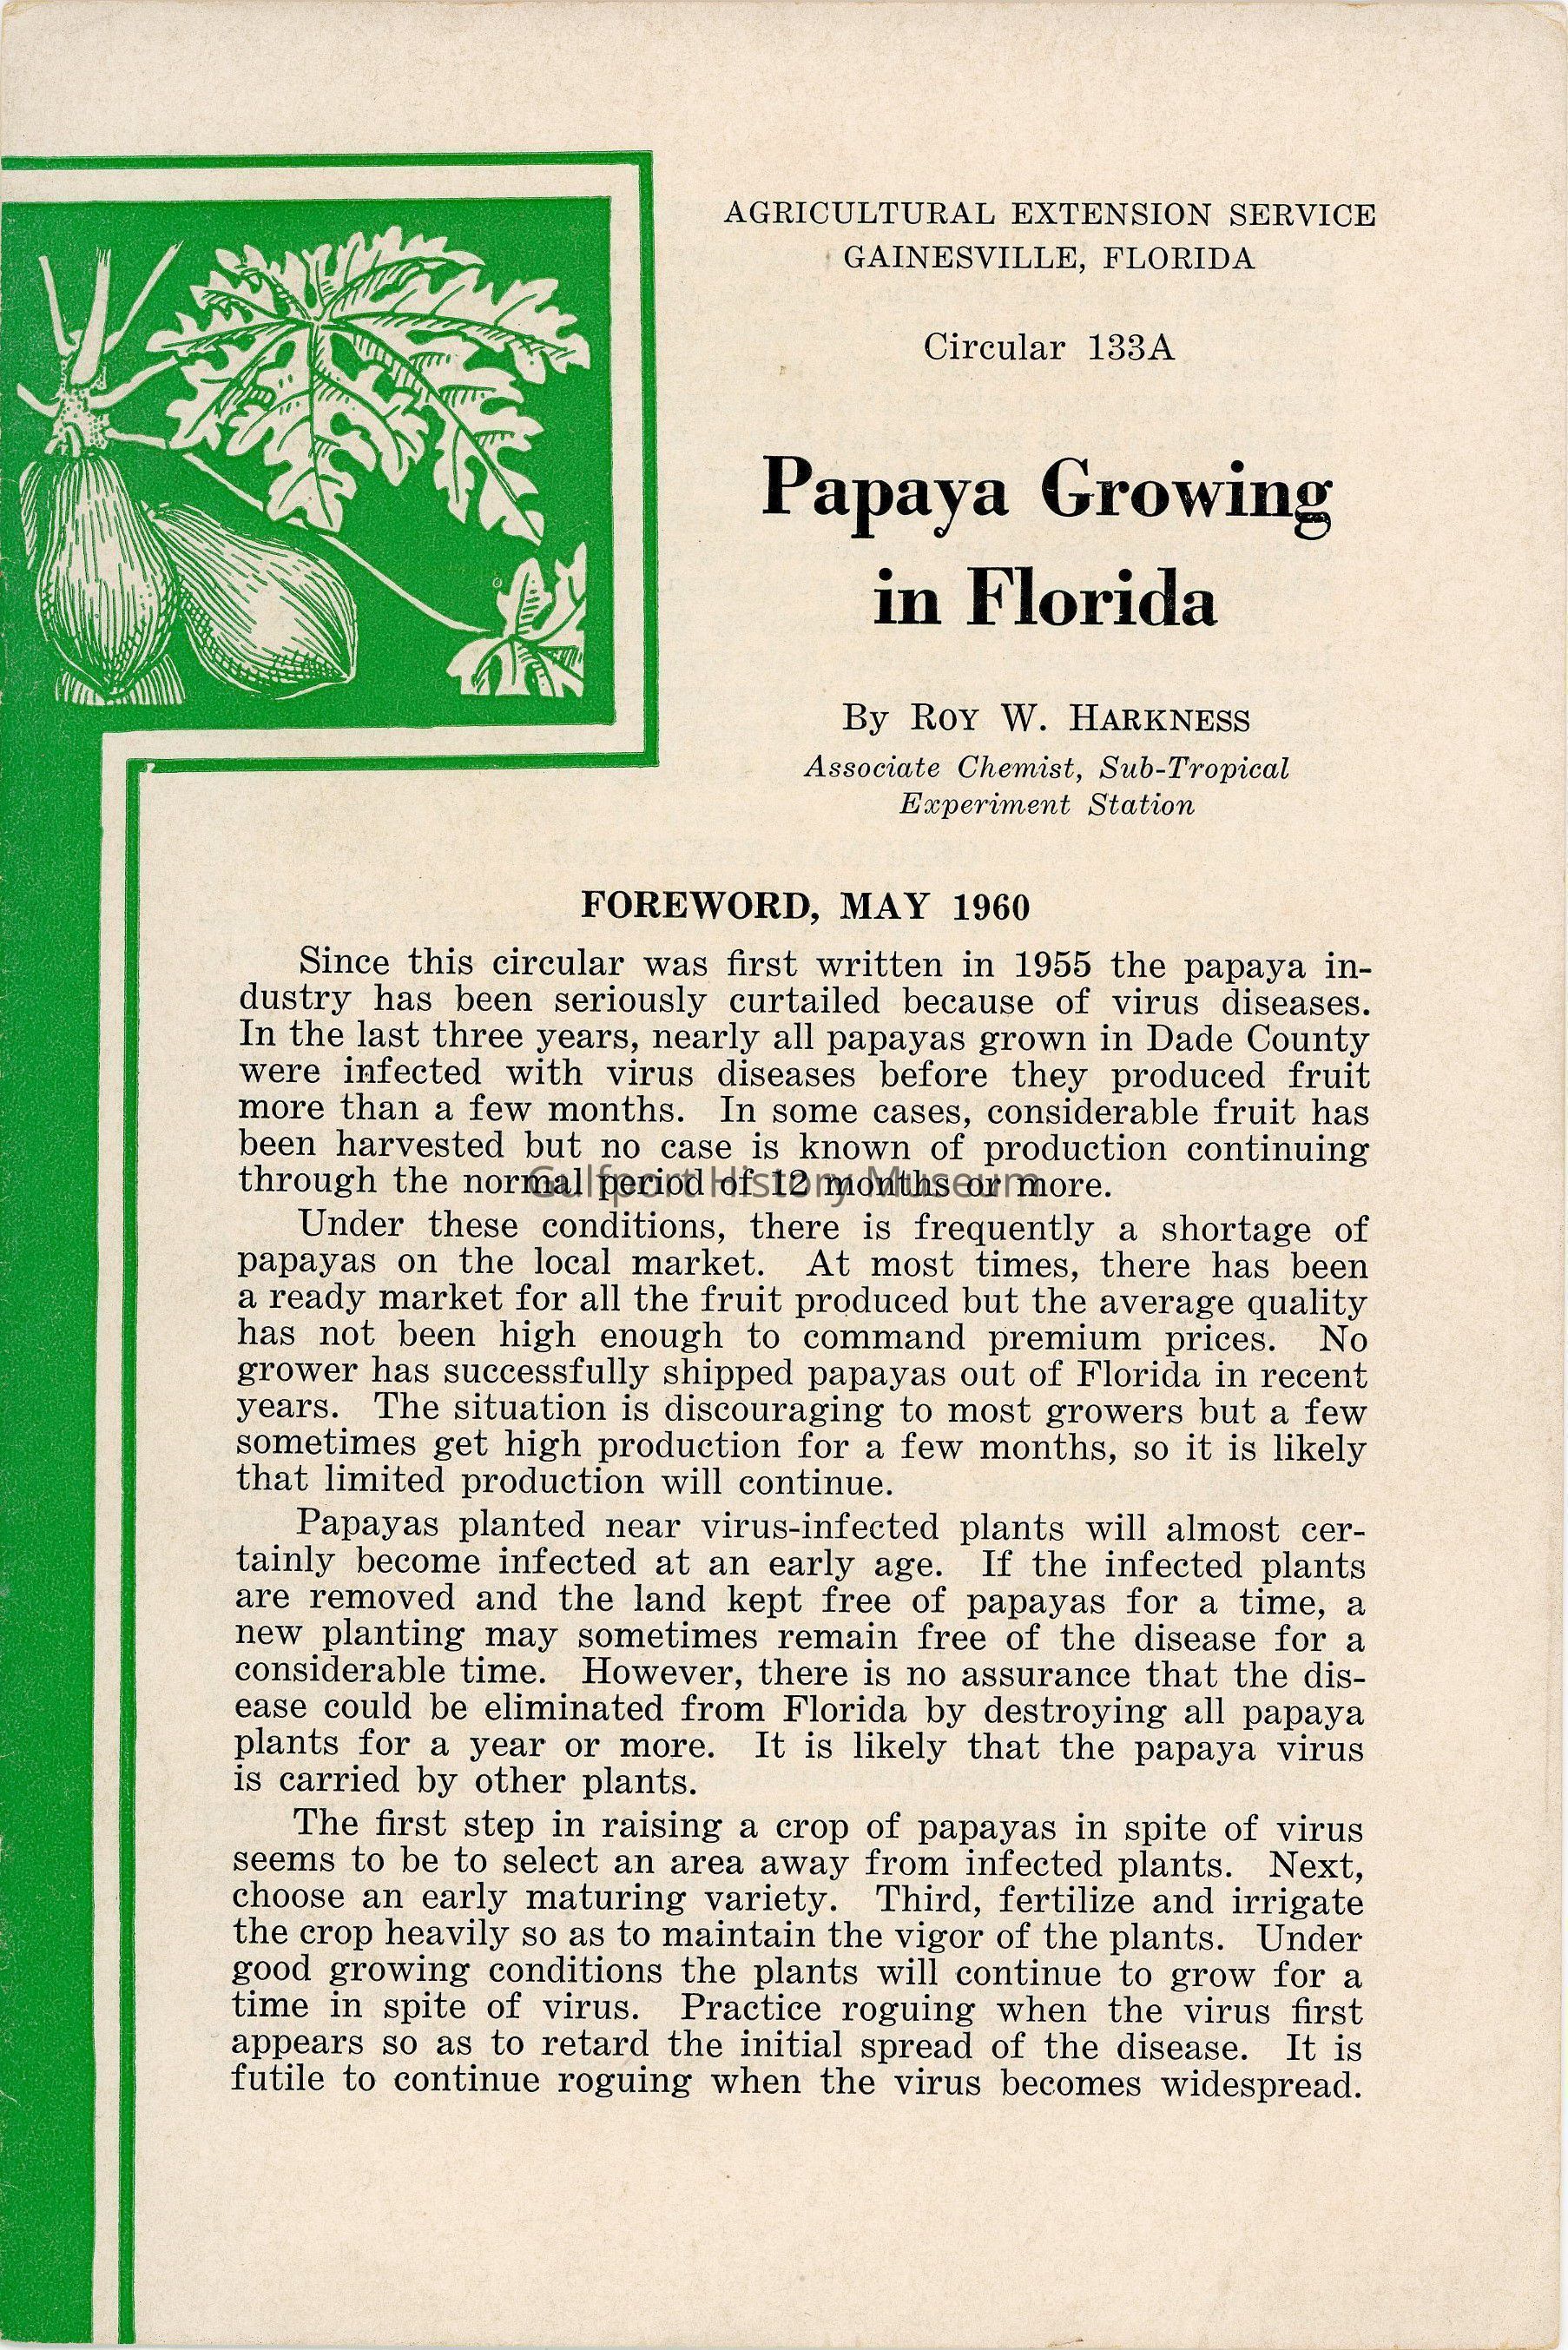 AGRICULTURAL EXTENSION SERVICE
GAINESVILLE, FLORIDA
Circular 133A
Papaya Growing
in Florida
By ROY W. HARKNESS
Associate Chemist, Sub-Tropical
Experiment Station
FOREWORD, MAY 1960
Since this circular was first written in 1955 the papaya in-
dustry has been seriously curtailed because of virus diseases.
In the last three years, nearly all papayas grown in Dade County
were infected with virus diseases before they produced fruit
more than a few months. In some cases, considerable fruit has
been harvested but no case is known of production continuing
through the normal period of 12 months or more.
Gulfport History Museum
Under these conditions, there is frequently a shortage of
papayas on the local market. At most times, there has been
a ready market for all the fruit produced but the average quality
has not been high enough to command premium prices. No
grower has successfully shipped papayas out of Florida in recent
years. The situation is discouraging to most growers but a few
sometimes get high production for a few months, so it is likely
that limited production will continue.
Papayas planted near virus-infected plants will almost cer-
tainly become infected at an early age. If the infected plants
are removed and the land kept free of papayas for a time, a
new planting may sometimes remain free of the disease for a
considerable time. However, there is no assurance that the dis-
ease could be eliminated from Florida by destroying all papaya
plants for a year or more. It is likely that the papaya virus
is carried by other plants.
The first step in raising a crop of papayas in spite of virus
seems to be to select an area away from infected plants. Next,
choose an early maturing variety. Third, fertilize and irrigate
the crop heavily so as to maintain the vigor of the plants. Under
good growing conditions the plants will continue to grow for a
time in spite of virus. Practice roguing when the virus first
appears so as to retard the initial spread of the disease. It is
futile to continue roguing when the virus becomes widespread.